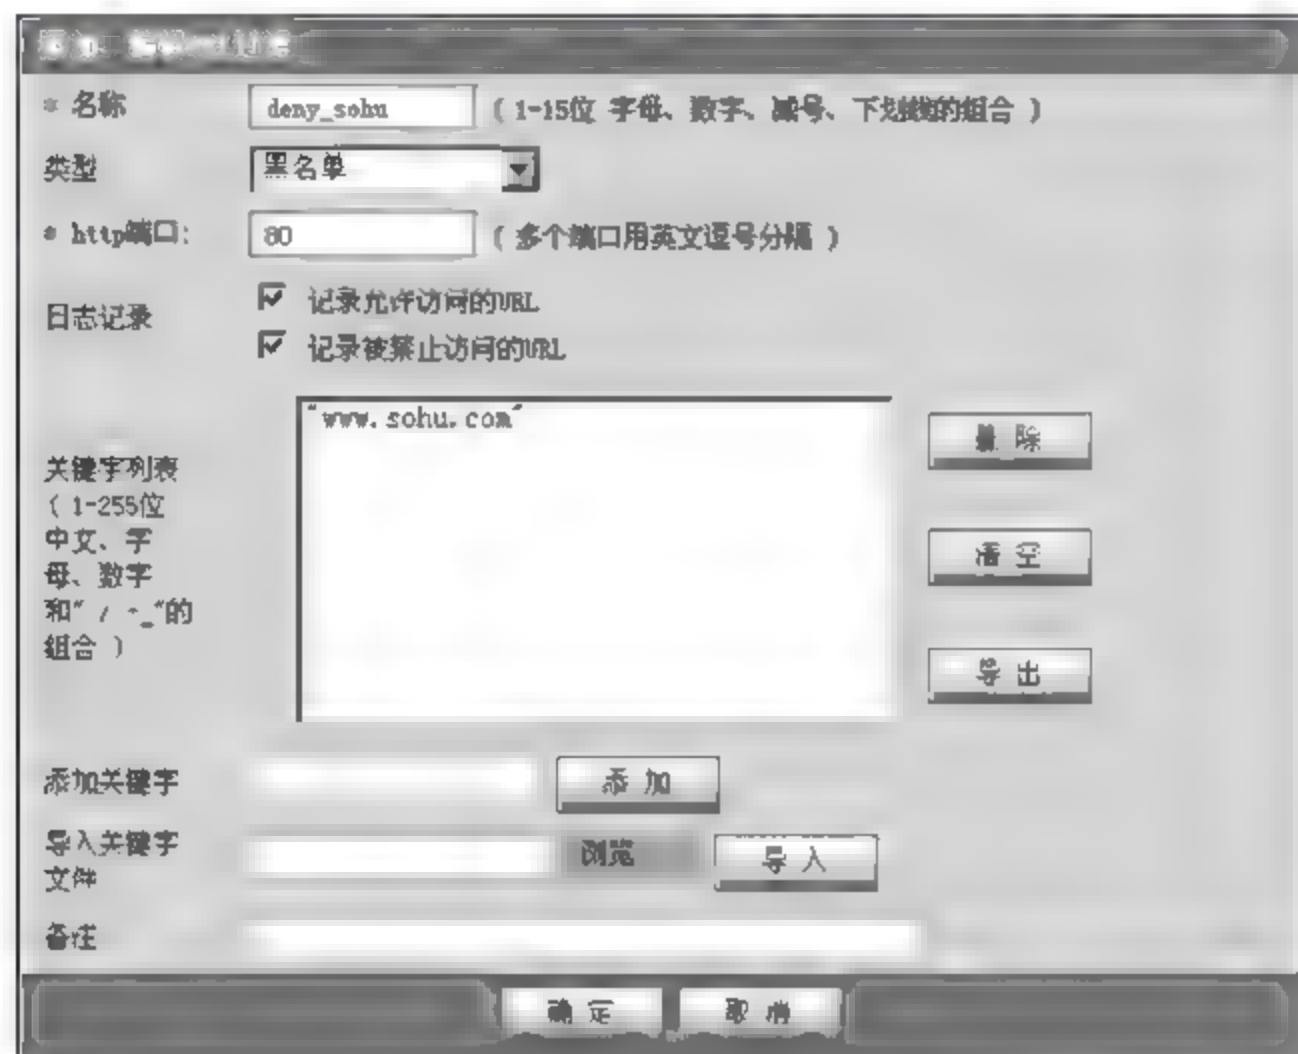 * 名称 deny_sohu ( 1-15位 字母、数字、减号、下划线的组合 )
类型 黑名单
* http端口: 80 ( 多个端口用英文逗号分隔 )
日志记录
记录允许访问的URL
记录被禁止访问的URL
"www.sohu.com"
关键字列表
( 1-255位
中文、字
母、数字
和" / -_"的
组合 )
删 除
清 空
导 出
添加关键字 添 加
导入关键字
文件
浏览 导 入
备注
确 定 取 消